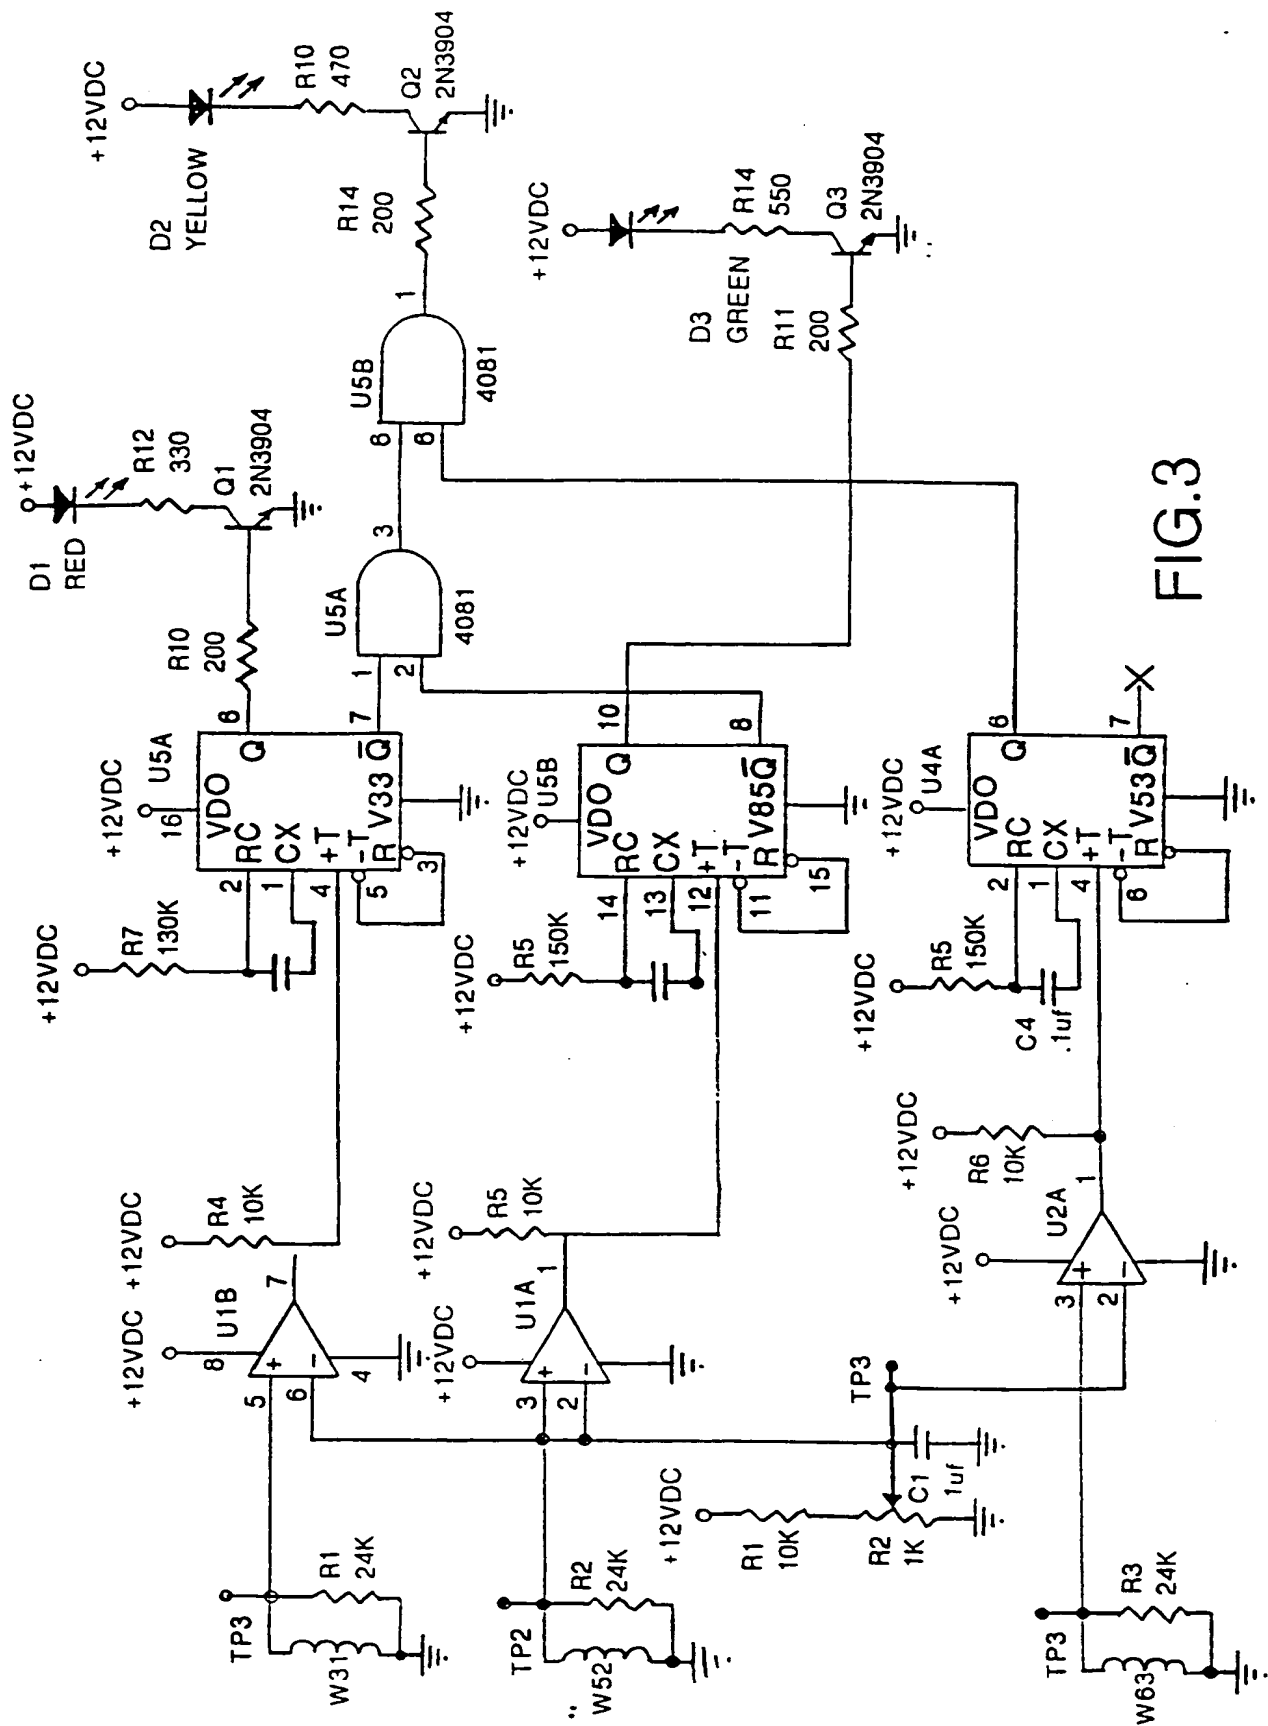 +12VDC
D1
RED
R12
330
Q1
2N3904
R10
200
+12VDC
16
U5A
VDO
RC
CX
+T
-T
R
V33
Q
Q̅
6
7
2
1
4
5
3
+12VDC
R7
130K
+12VDC
R4
10K
+12VDC
8
U1B
7
5
6
+
-
4
TP3
R1
24K
W31
+12VDC
D2
YELLOW
R10
470
Q2
2N3904
R14
200
1
U5B
4081
8
6
3
U5A
4081
1
2
+12VDC
D3
GREEN
R14
550
Q3
2N3904
R11
200
+12VDC
U5B
VDO
RC
CX
+T
-T
R
V85
Q
Q̅
10
8
14
13
12
11
15
+12VDC
R5
150K
+12VDC
R5
10K
+12VDC
U1A
1
3
2
+
-
TP2
R2
24K
W52
+12VDC
R1
10K
R2
1K
C1
1uf
TP3
+12VDC
U4A
VDO
RC
CX
+T
-T
R
V53
Q
Q̅
6
7
X
2
1
4
6
+12VDC
R5
150K
C4
.1uf
+12VDC
R6
10K
+12VDC
U2A
1
3
2
+
-
TP3
R3
24K
W63
FIG.3